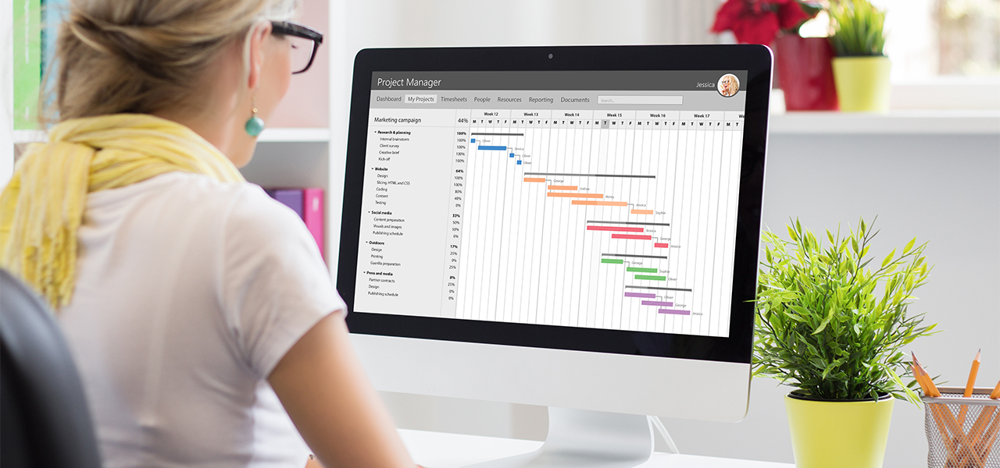 Project Manager
Jessica
Dashboard My Projects Timesheets People Resources Reporting Documents Search...
Week 12 Week 13 Week 14 Week 15 Week 16 Week 17
Marketing campaign 44% M T W T F M T W T F M T W T F M T W T F M T W T F M T W T F M T
Research & planning 100%
Internal brainstorm 100% Oliver
Client survey 100% Jessica
Creative brief 100% Oliver
Kick-off 100% Oliver
Website 64%
Design 100% George
Slicing, HTML and CSS 100% Joshua
Coding 80% Henry
Content 40% Jessica
Testing 0% Sophie
Social media 33%
Content preparation 50% Jessica
Visuals and images 50% George
Publishing schedule 0% Jessica
Outdoors 17%
Design 25% George
Printing 0% Sophie
Guerilla preparation 25% Oliver
Press and media 8%
Partner contracts 25% Oliver
Design 0% George
Publishing schedule 0% Jessica